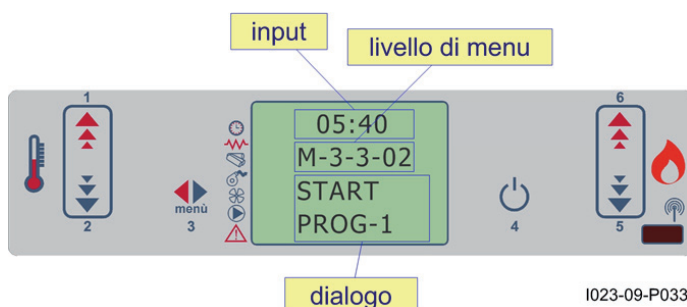 input
livello di menu
1
6
05:40
M-3-3-02
START
PROG-1
menù
2
3
4
5
dialogo
I023-09-P033